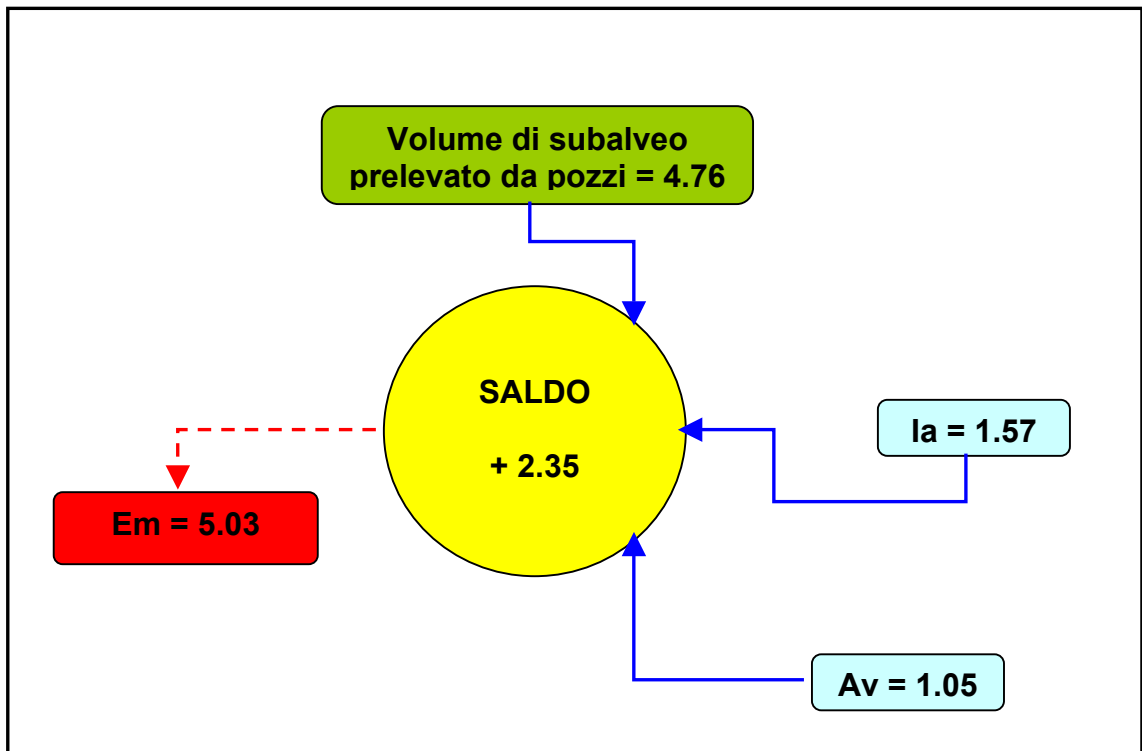 Volume di subalveo
prelevato da pozzi = 4.76
SALDO
+ 2.35
Ia = 1.57
Em = 5.03
Av = 1.05